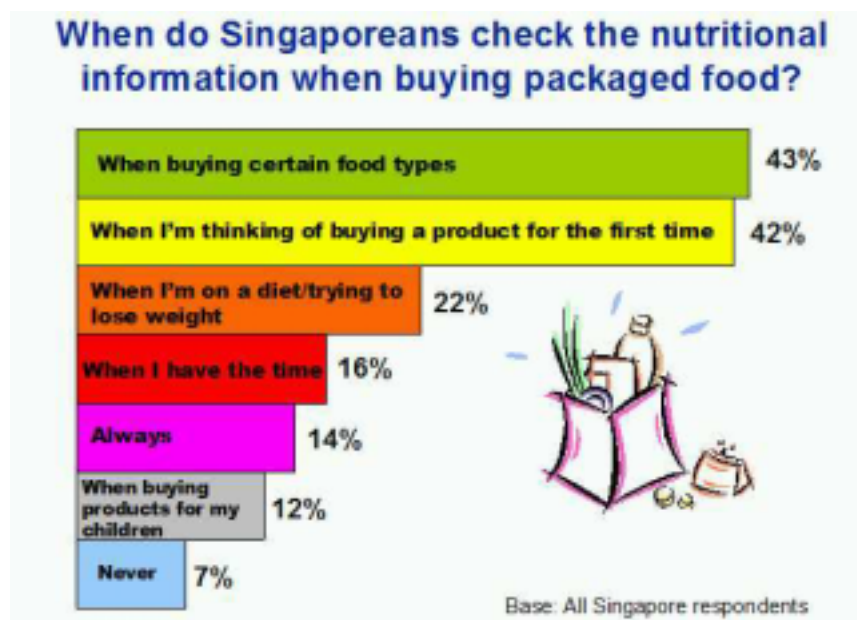 When do Singaporeans check the nutritional
information when buying packaged food?
When buying certain food types
43%
When I'm thinking of buying a product for the first time
42%
When I'm on a diet/trying to
lose weight
22%
When I have the time
16%
Always
14%
When buying
products for my
children
12%
Never
7%
Base: All Singapore respondents